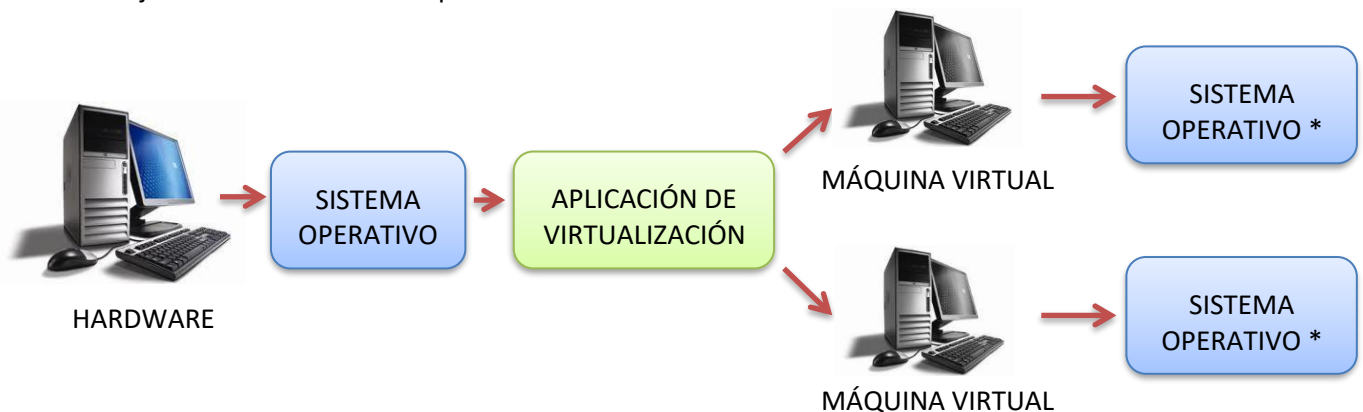 HARDWARE
SISTEMA
OPERATIVO
APLICACIÓN DE
VIRTUALIZACIÓN
MÁQUINA VIRTUAL
SISTEMA
OPERATIVO *
MÁQUINA VIRTUAL
SISTEMA
OPERATIVO *